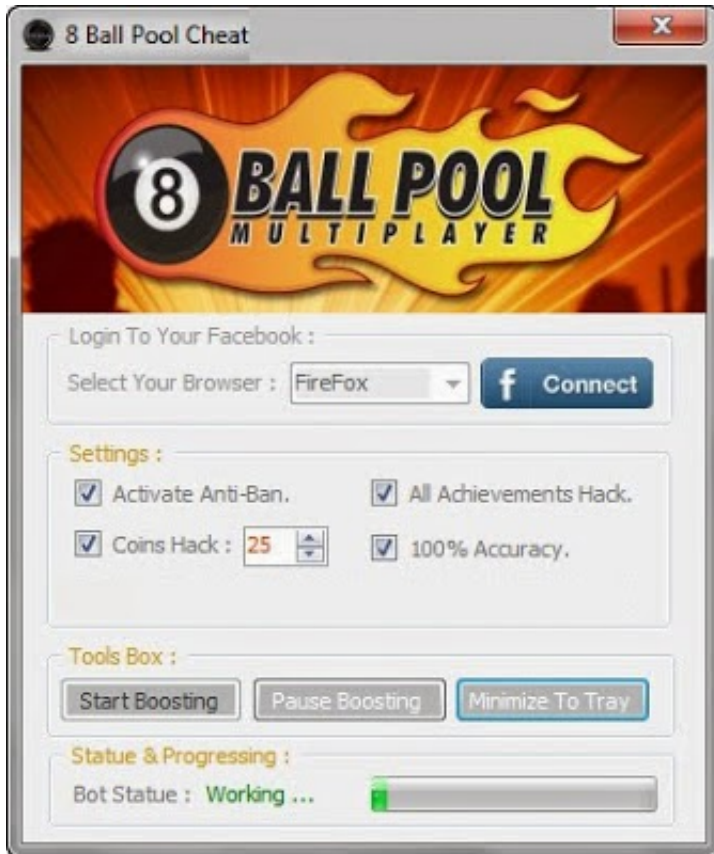 8 Ball Pool Cheat
8 BALL POOL
MULTIPLAYER
Login To Your Facebook :
Select Your Browser : FireFox f Connect
Settings :
Activate Anti-Ban. All Achievements Hack.
Coins Hack : 25 100% Accuracy.
Tools Box :
Start Boosting Pause Boosting Minimize To Tray
Statue & Progressing :
Bot Statue : Working ...